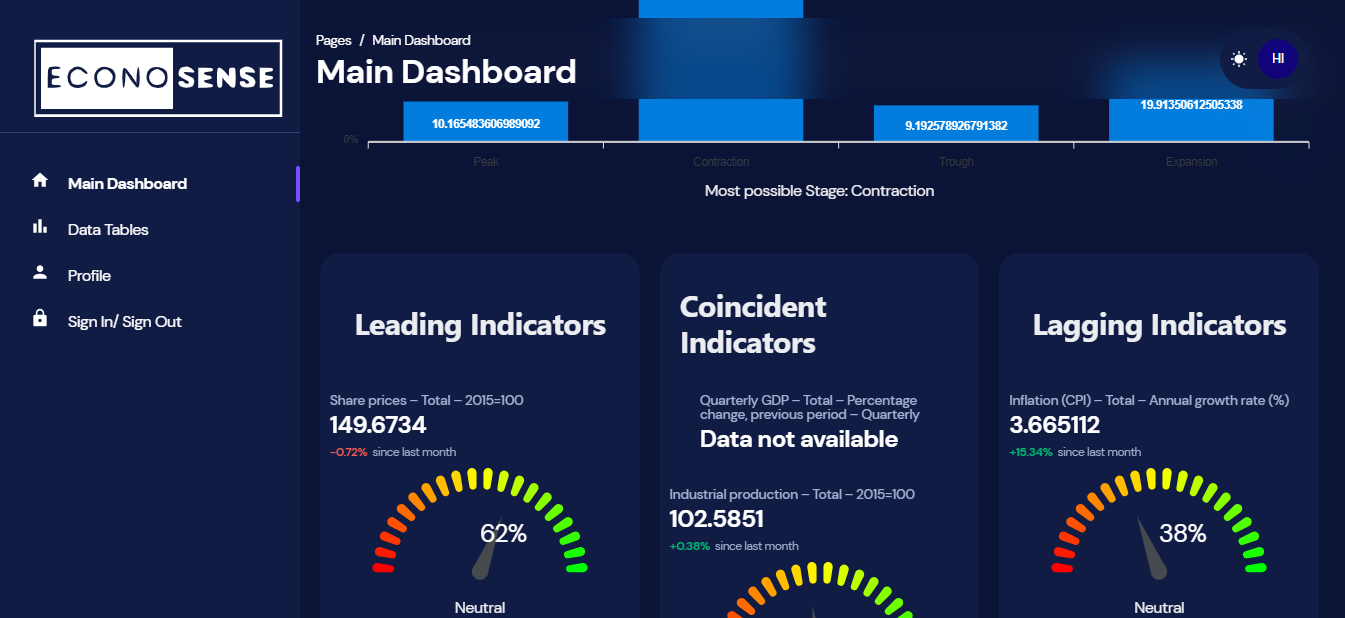 ECONO SENSE
Main Dashboard
Data Tables
Profile
Sign In/ Sign Out
Pages / Main Dashboard
Main Dashboard
HI
10.165483606989092
9.192578926791382
19.91350612505338
0%
Peak Contraction Trough Expansion
Most possible Stage: Contraction
Leading Indicators
Share prices – Total – 2015=100
149.6734
-0.72% since last month
62%
Neutral
Coincident
Indicators
Quarterly GDP – Total – Percentage
change, previous period – Quarterly
Data not available
Industrial production – Total – 2015=100
102.5851
+0.38% since last month
Lagging Indicators
Inflation (CPI) – Total – Annual growth rate (%)
3.665112
+15.34% since last month
38%
Neutral